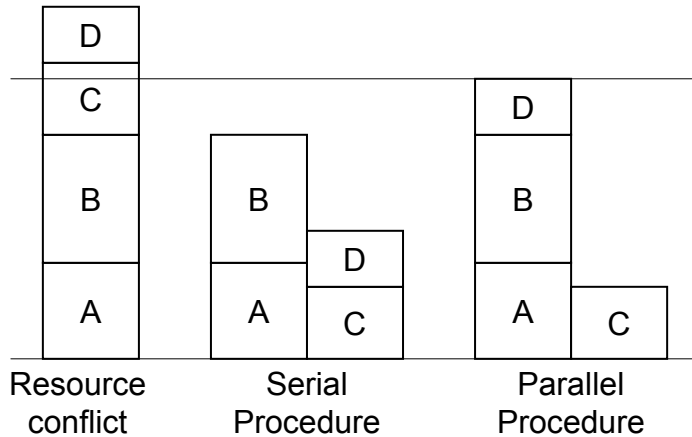 D
C
B
A
B
A
D
C
D
B
A
C
Resource
conflict
Serial
Procedure
Parallel
Procedure